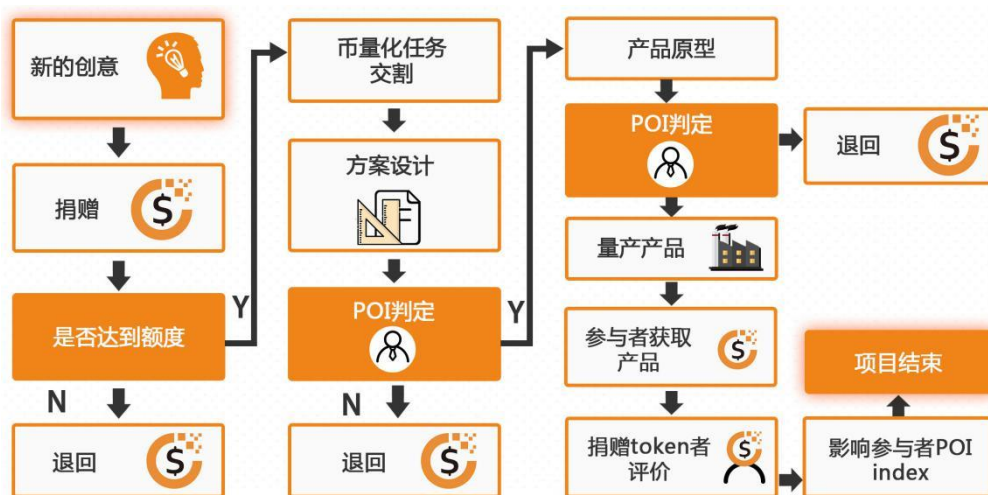 新的创意
捐赠
是否达到额度
Y
N
退回
币量化任务
交割
方案设计
POI判定
Y
N
退回
产品原型
POI判定
退回
量产产品
参与者获取
产品
捐赠token者
评价
影响参与者POI
index
项目结束